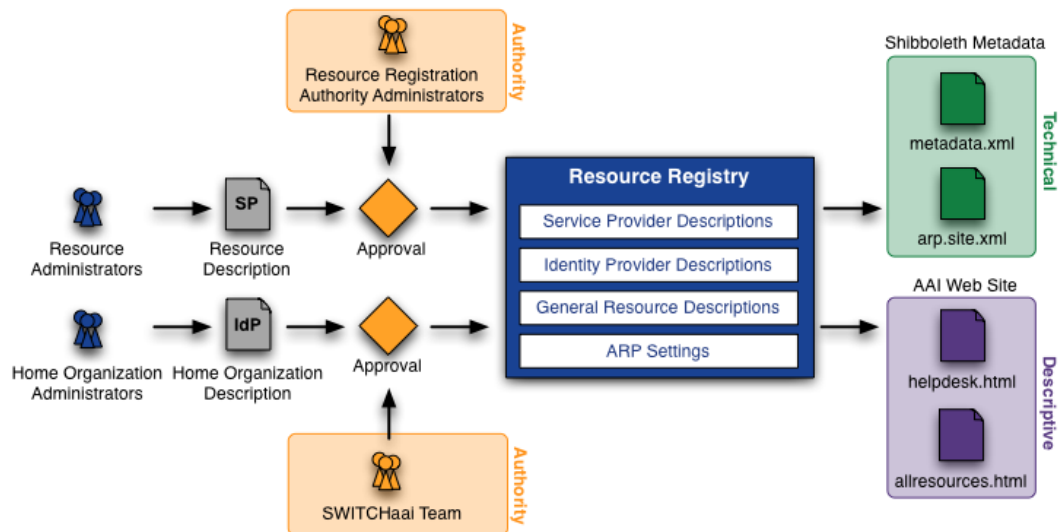 Resource Registration
Authority Administrators
Authority
Shibboleth Metadata
metadata.xml
arp.site.xml
Technical
Resource Registry
Service Provider Descriptions
Identity Provider Descriptions
General Resource Descriptions
ARP Settings
SP
Resource
Administrators
Resource
Description
Approval
IdP
Home Organization
Administrators
Home Organization
Description
Approval
AAI Web Site
helpdesk.html
allresources.html
Descriptive
SWITCHaai Team
Authority